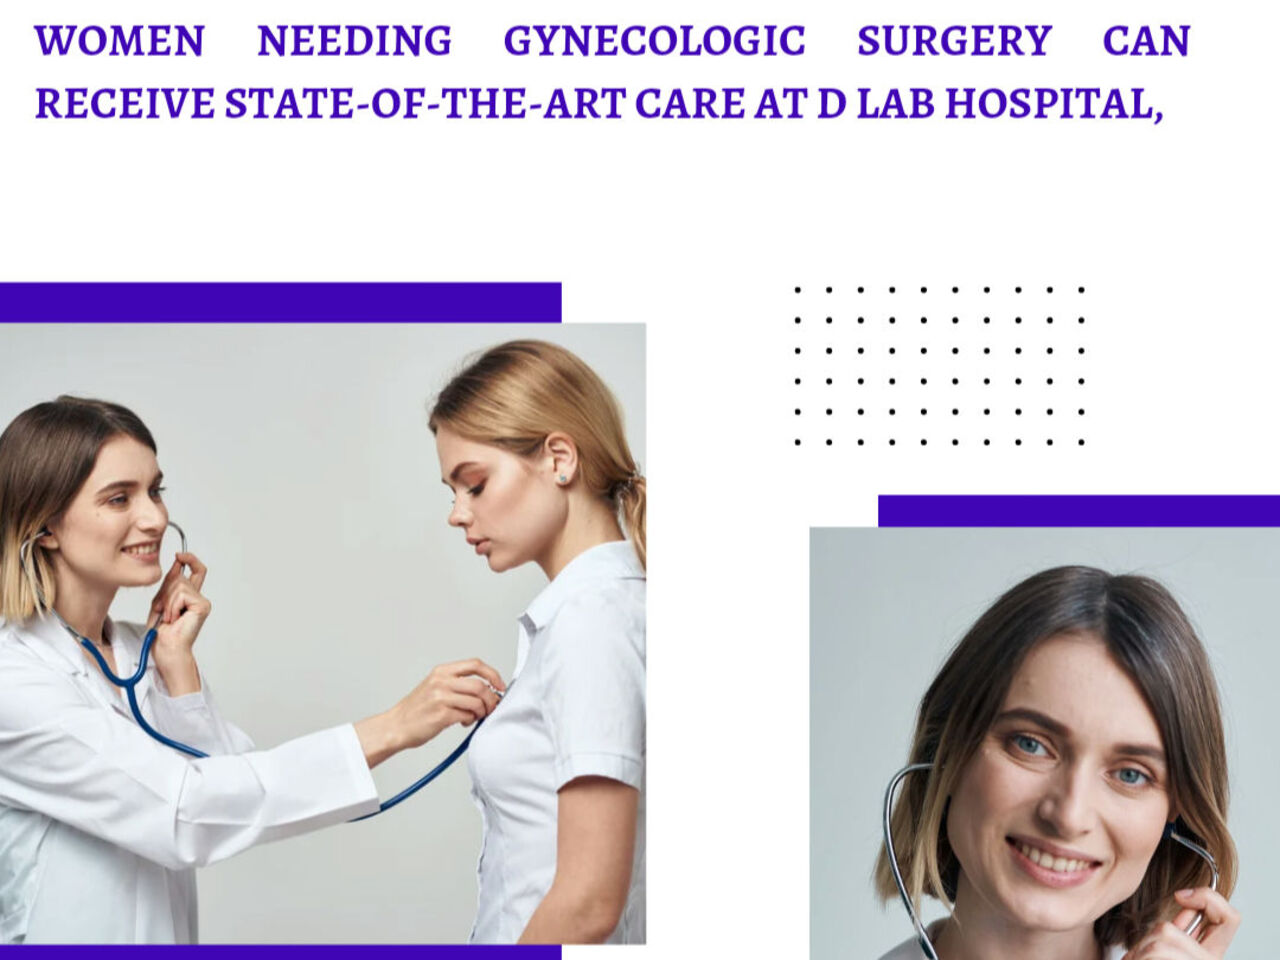 WOMEN NEEDING GYNECOLOGIC SURGERY CAN
RECEIVE STATE-OF-THE-ART CARE AT D LAB HOSPITAL,